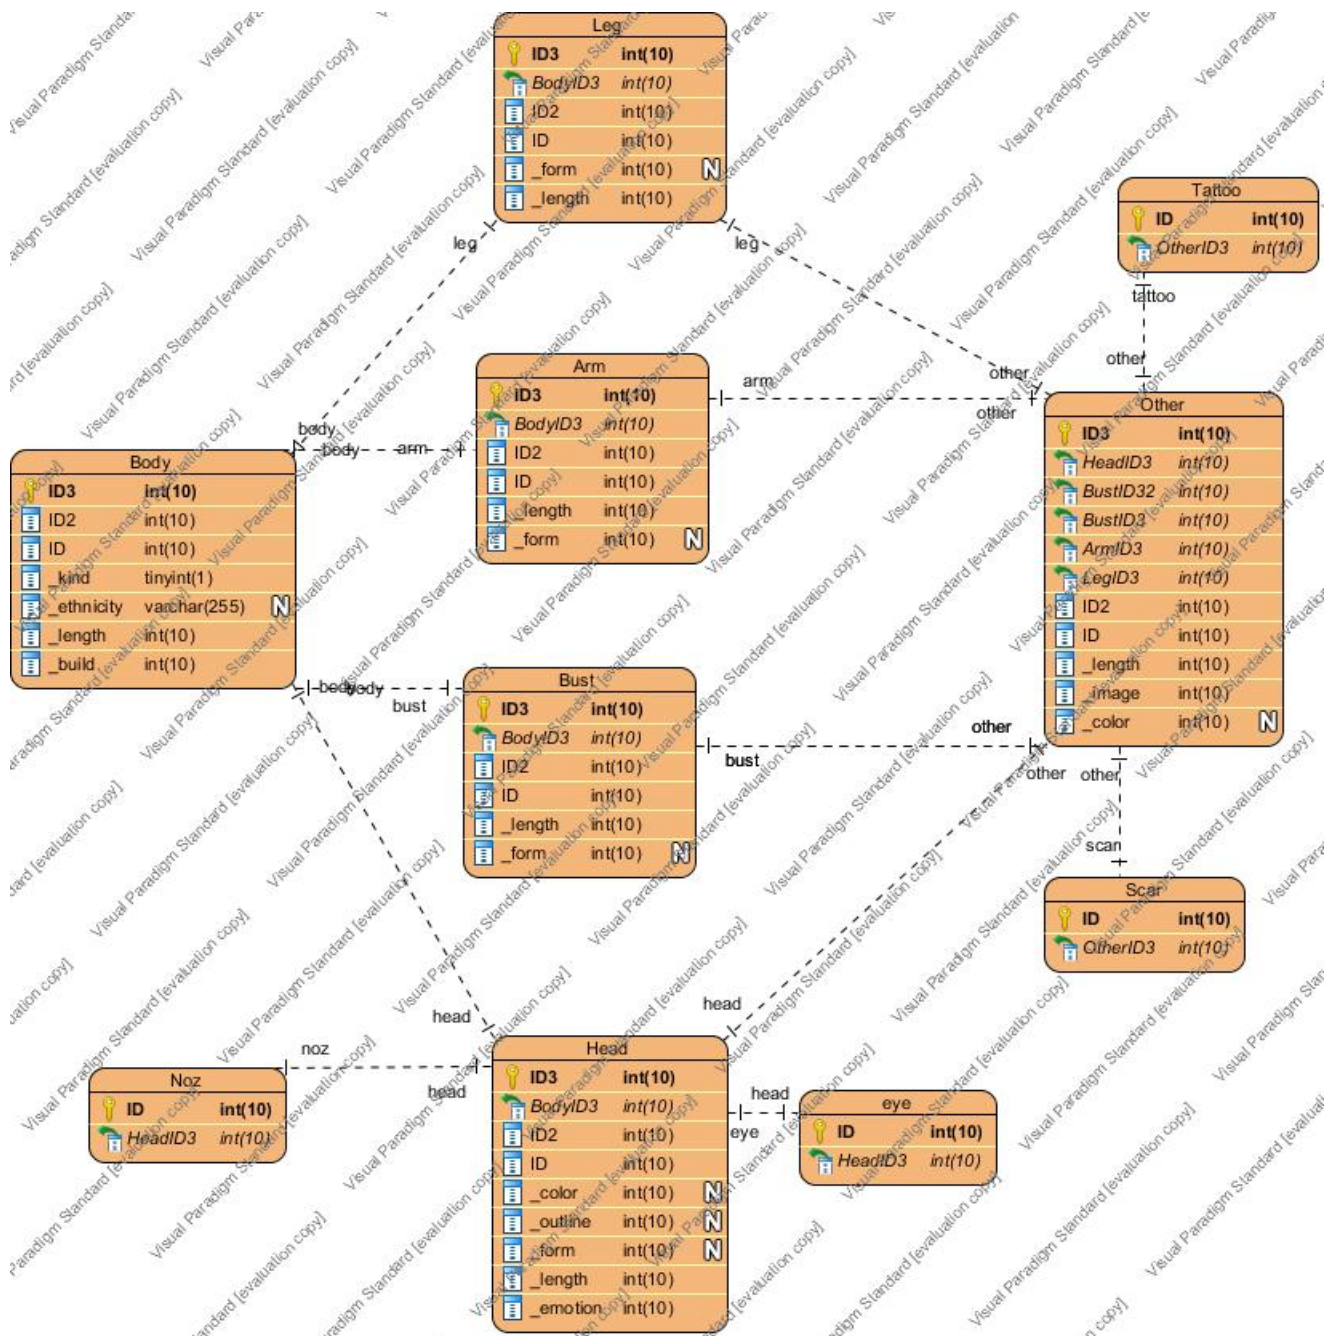 Leg
ID3 int(10)
BodyID3 int(10)
ID2 int(10)
ID int(10)
_form int(10) N
_length int(10)
leg
leg
Tattoo
ID int(10)
OtherID3 int(10)
tattoo
other
Arm
ID3 int(10)
BodyID3 int(10)
ID2 int(10)
ID int(10)
_length int(10)
_form int(10) N
arm
other
other
body
body
arm
Body
ID3 int(10)
ID2 int(10)
ID int(10)
_kind tinyint(1)
_ethnicity varchar(255) N
_length int(10)
_build int(10)
Other
ID3 int(10)
HeadID3 int(10)
BustID32 int(10)
BustID3 int(10)
ArmID3 int(10)
LegID3 int(10)
ID2 int(10)
ID int(10)
_length int(10)
_image int(10)
_color int(10) N
body
body
bust
Bust
ID3 int(10)
BodyID3 int(10)
ID2 int(10)
ID int(10)
_length int(10)
_form int(10) N
bust
other
other
other
scar
Scar
ID int(10)
OtherID3 int(10)
head
head
noz
head
Noz
ID int(10)
HeadID3 int(10)
Head
ID3 int(10)
BodyID3 int(10)
ID2 int(10)
ID int(10)
_color int(10) N
_outline int(10) N
_form int(10) N
_length int(10)
_emotion int(10)
head
eye
eye
ID int(10)
HeadID3 int(10)
Visual Paradigm Standard [evaluation copy]